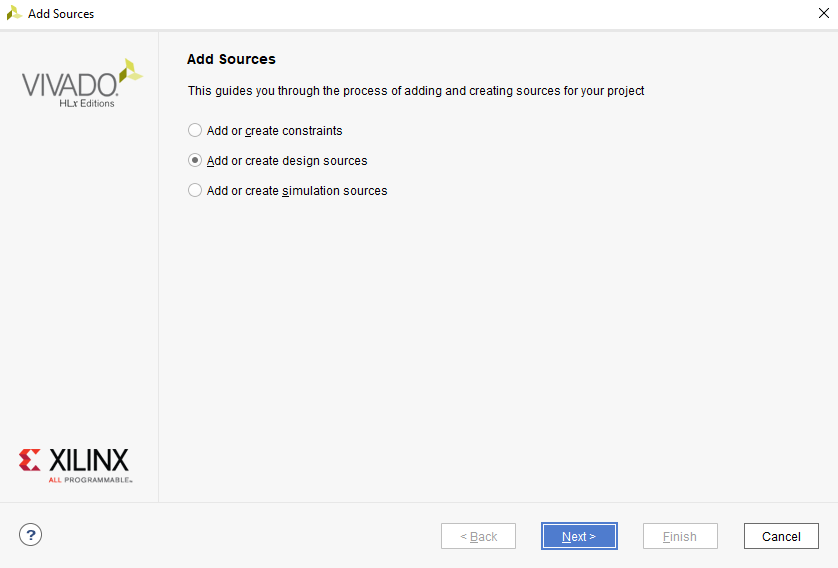 Add Sources
VIVADO.
HLx Editions
Add Sources
This guides you through the process of adding and creating sources for your project
Add or create constraints
Add or create design sources
Add or create simulation sources
XILINX
ALL PROGRAMMABLE™
?
< Back
Next >
Finish
Cancel